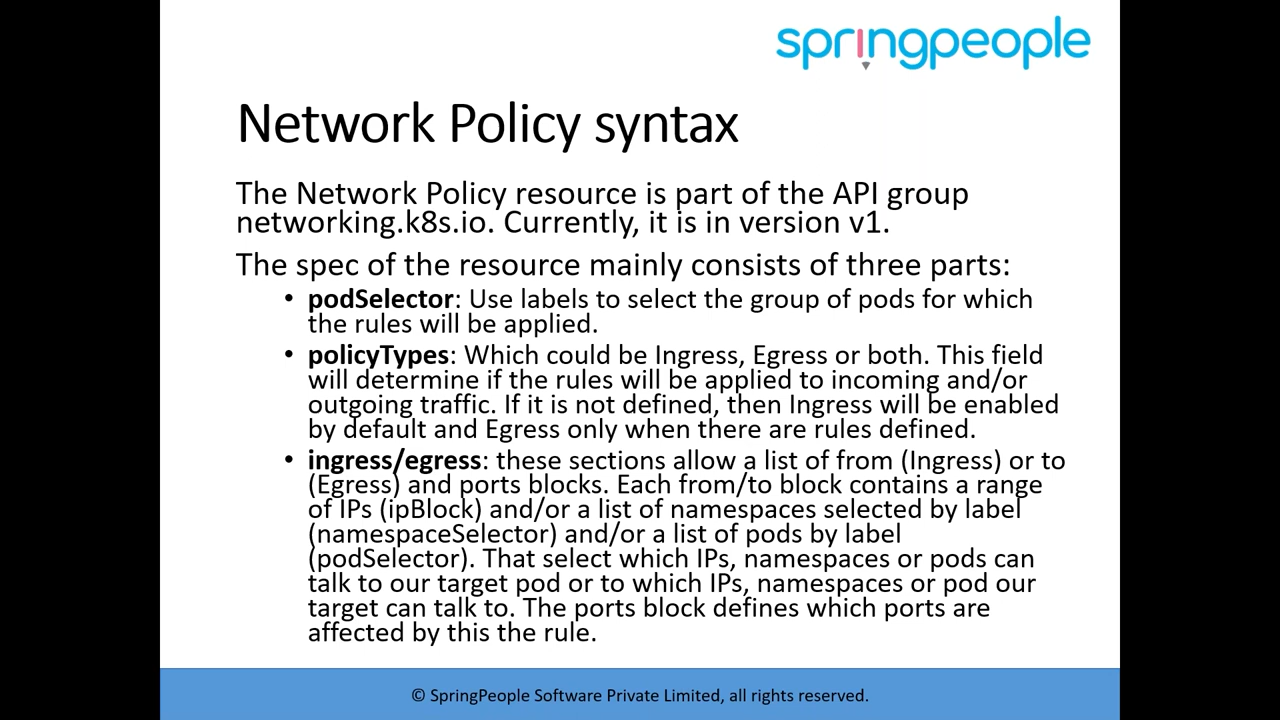 springpeople
Network Policy syntax
The Network Policy resource is part of the API group
networking.k8s.io. Currently, it is in version v1.
The spec of the resource mainly consists of three parts:
• podSelector: Use labels to select the group of pods for which
the rules will be applied.
• policyTypes: Which could be Ingress, Egress or both. This field
will determine if the rules will be applied to incoming and/or
outgoing traffic. If it is not defined, then Ingress will be enabled
by default and Egress only when there are rules defined.
• ingress/egress: these sections allow a list of from (Ingress) or to
(Egress) and ports blocks. Each from/to block contains a range
of IPs (ipBlock) and/or a list of namespaces selected by label
(namespaceSelector) and/or a list of pods by label
(podSelector). That select which IPs, namespaces or pods can
talk to our target pod or to which IPs, namespaces or pod our
target can talk to. The ports block defines which ports are
affected by this the rule.
© SpringPeople Software Private Limited, all rights reserved.